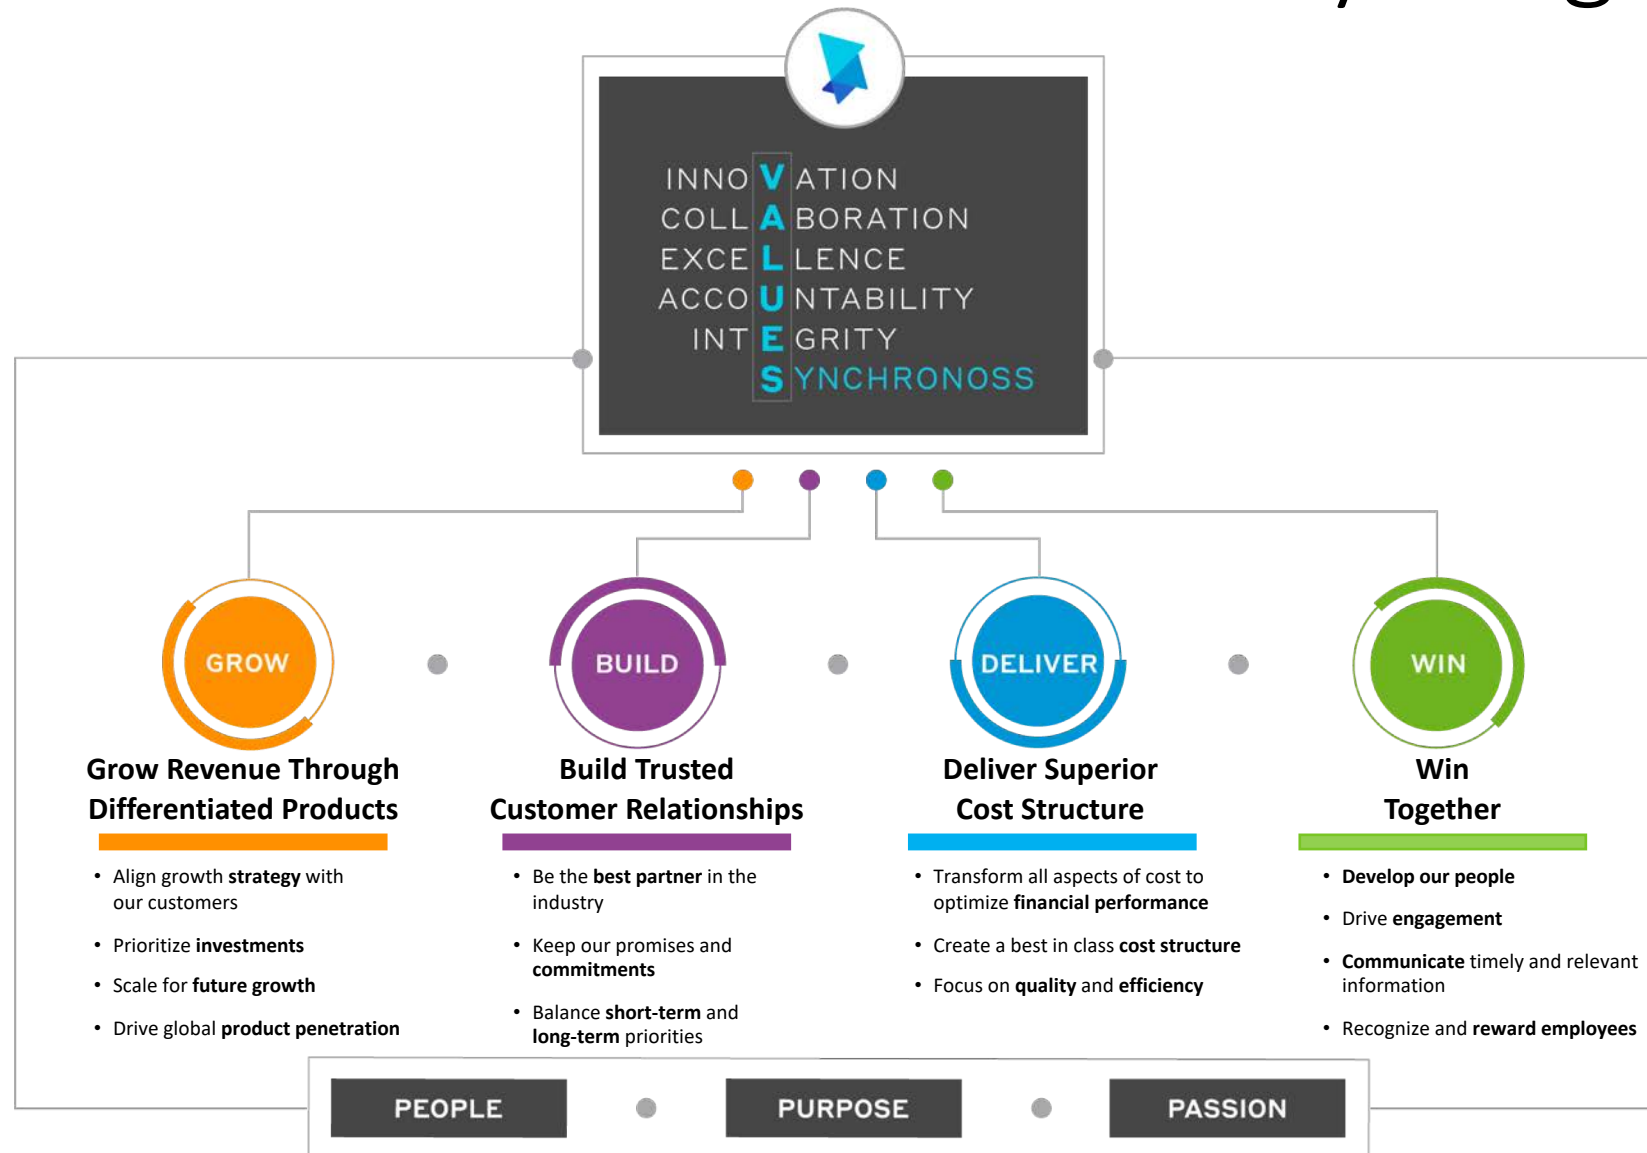 INNOVATION
COLLABORATION
EXCELLENCE
ACCOUNTABILITY
INTEGRITY
SYNCHRONOSS
GROW
BUILD
DELIVER
WIN
Grow Revenue Through
Differentiated Products
• Align growth strategy with
our customers
• Prioritize investments
• Scale for future growth
• Drive global product penetration
Build Trusted
Customer Relationships
• Be the best partner in the
industry
• Keep our promises and
commitments
• Balance short-term and
long-term priorities
Deliver Superior
Cost Structure
• Transform all aspects of cost to
optimize financial performance
• Create a best in class cost structure
• Focus on quality and efficiency
Win
Together
• Develop our people
• Drive engagement
• Communicate timely and relevant
information
• Recognize and reward employees
PEOPLE
PURPOSE
PASSION